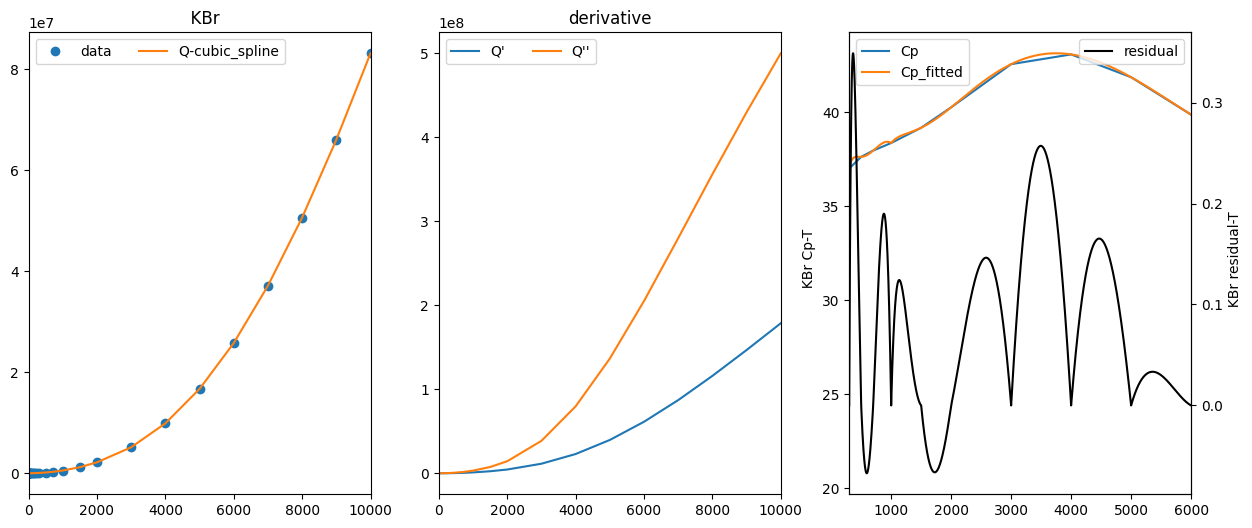 KBr
1e7
data
Q-cubic_spline
8
6
4
2
0
0
2000
4000
6000
8000
10000
derivative
1e8
Q'
Q''
5
4
3
2
1
0
0
2000
4000
6000
8000
10000
Cp
Cp_fitted
residual
KBr Cp-T
40
35
30
25
20
1000
2000
3000
4000
5000
6000
0.3
0.2
0.1
0.0
KBr residual-T